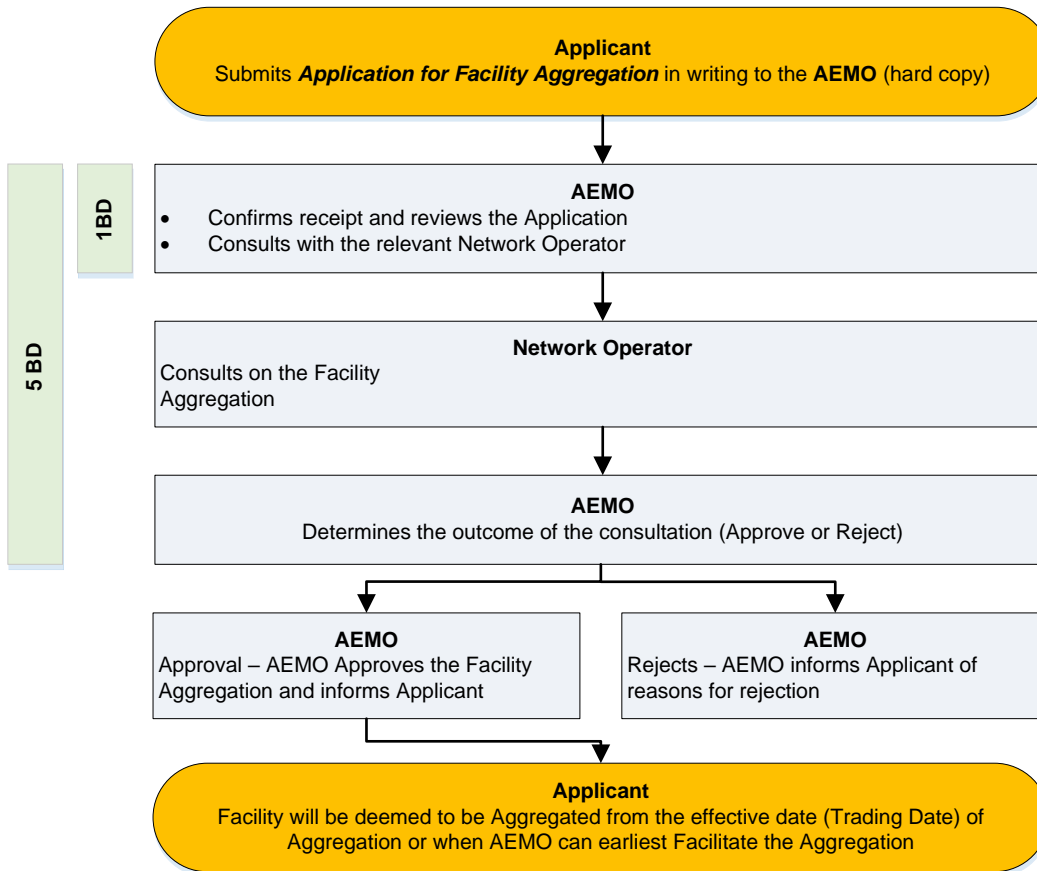 Applicant
Submits Application for Facility Aggregation in writing to the AEMO (hard copy)
5 BD
1BD
AEMO
• Confirms receipt and reviews the Application
• Consults with the relevant Network Operator
Network Operator
Consults on the Facility
Aggregation
AEMO
Determines the outcome of the consultation (Approve or Reject)
AEMO
Approval – AEMO Approves the Facility
Aggregation and informs Applicant
AEMO
Rejects – AEMO informs Applicant of
reasons for rejection
Applicant
Facility will be deemed to be Aggregated from the effective date (Trading Date) of
Aggregation or when AEMO can earliest Facilitate the Aggregation